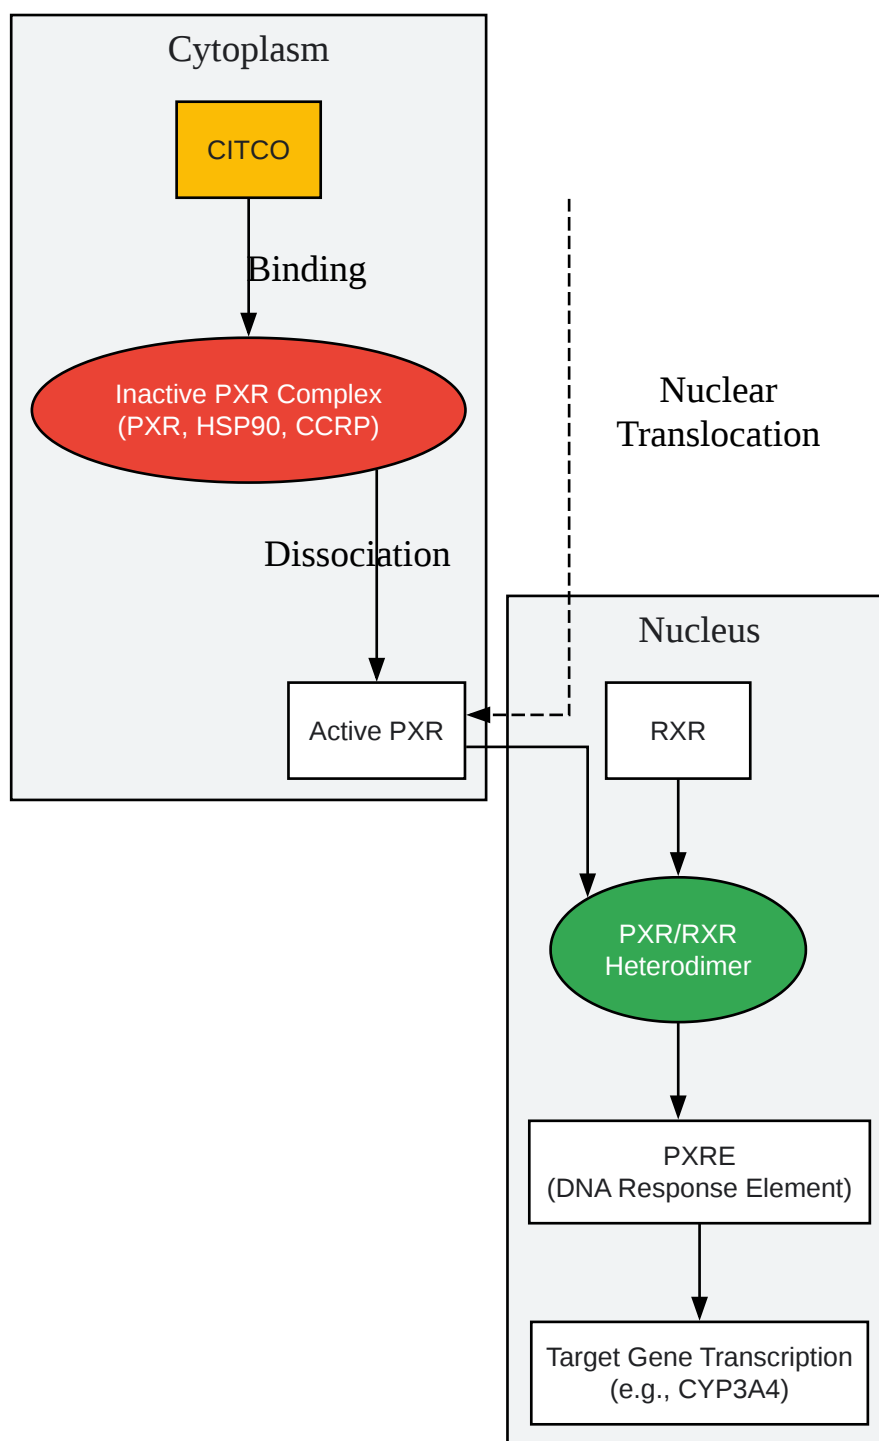 Cytoplasm
CITCO
Binding
Inactive PXR Complex
(PXR, HSP90, CCRP)
Nuclear
Translocation
Dissociation
Nucleus
Active PXR
RXR
PXR/RXR
Heterodimer
PXRE
(DNA Response Element)
Target Gene Transcription
(e.g., CYP3A4)